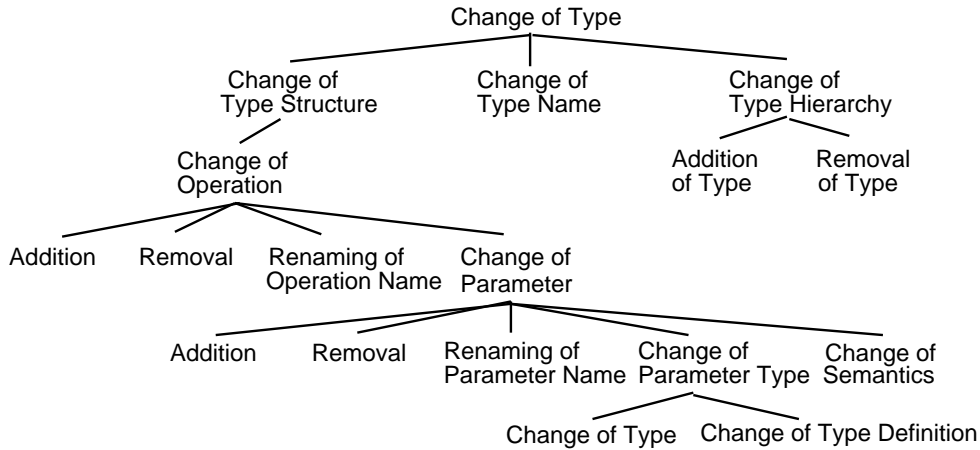 Change of Type
Change of
Type Structure
Change of
Type Name
Change of
Type Hierarchy
Change of
Operation
Addition
of Type
Removal
of Type
Addition
Removal
Renaming of
Operation Name
Change of
Parameter
Addition
Removal
Renaming of
Parameter Name
Change of
Parameter Type
Change of
Semantics
Change of Type
Change of Type Definition